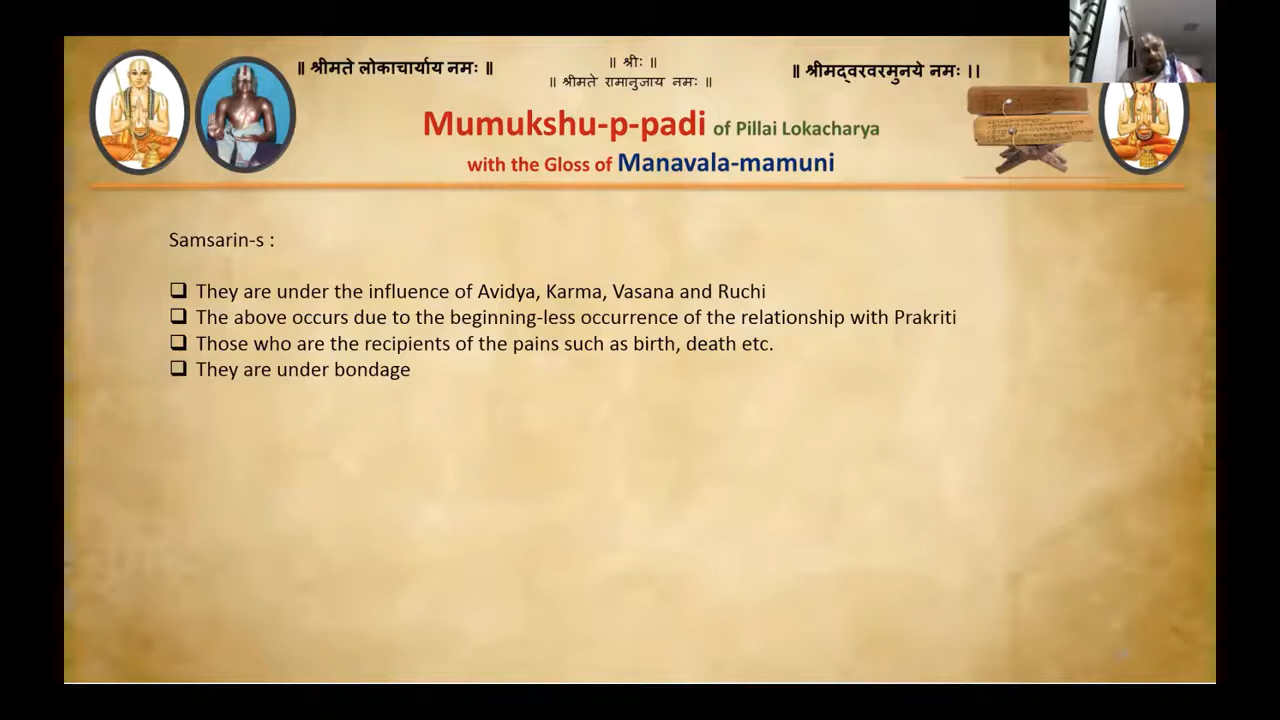 ॥ श्रीमते लोकाचार्याय नमः ॥
॥ श्रीः ॥
॥ श्रीमते रामानुजाय नमः ॥
॥ श्रीमद्वरवरमुनये नमः ।।
Mumukshu-p-padi of Pillai Lokacharya
with the Gloss of Manavala-mamuni
Samsarin-s :
❑ They are under the influence of Avidya, Karma, Vasana and Ruchi
❑ The above occurs due to the beginning-less occurrence of the relationship with Prakriti
❑ Those who are the recipients of the pains such as birth, death etc.
❑ They are under bondage